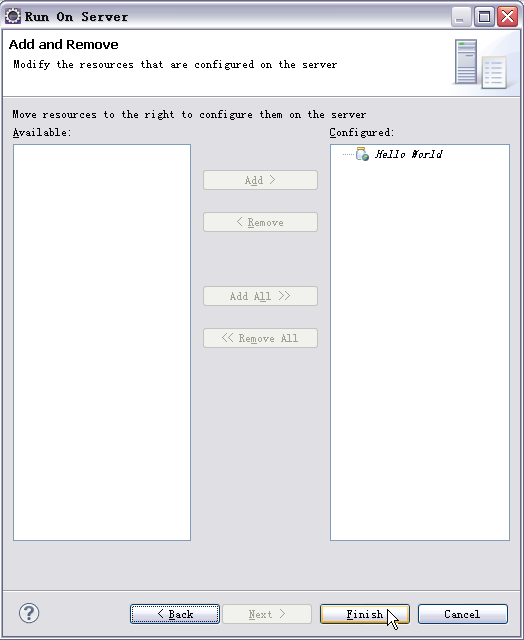 Run On Server
Add and Remove
Modify the resources that are configured on the server
Move resources to the right to configure them on the server
Available:
Configured:
Hello World
Add >
< Remove
Add All >>
<< Remove All
?
< Back
Next >
Finish
Cancel